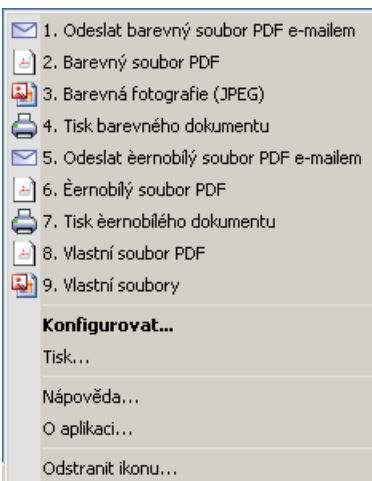 1. Odeslat barevný soubor PDF e-mailem
2. Barevný soubor PDF
3. Barevná fotografie (JPEG)
4. Tisk barevného dokumentu
5. Odeslat èernobílý soubor PDF e-mailem
6. Èernobílý soubor PDF
7. Tisk èernobílého dokumentu
8. Vlastní soubor PDF
9. Vlastní soubory
Konfigurovat...
Tisk...
Nápověda...
O aplikaci...
Odstranit ikonu...